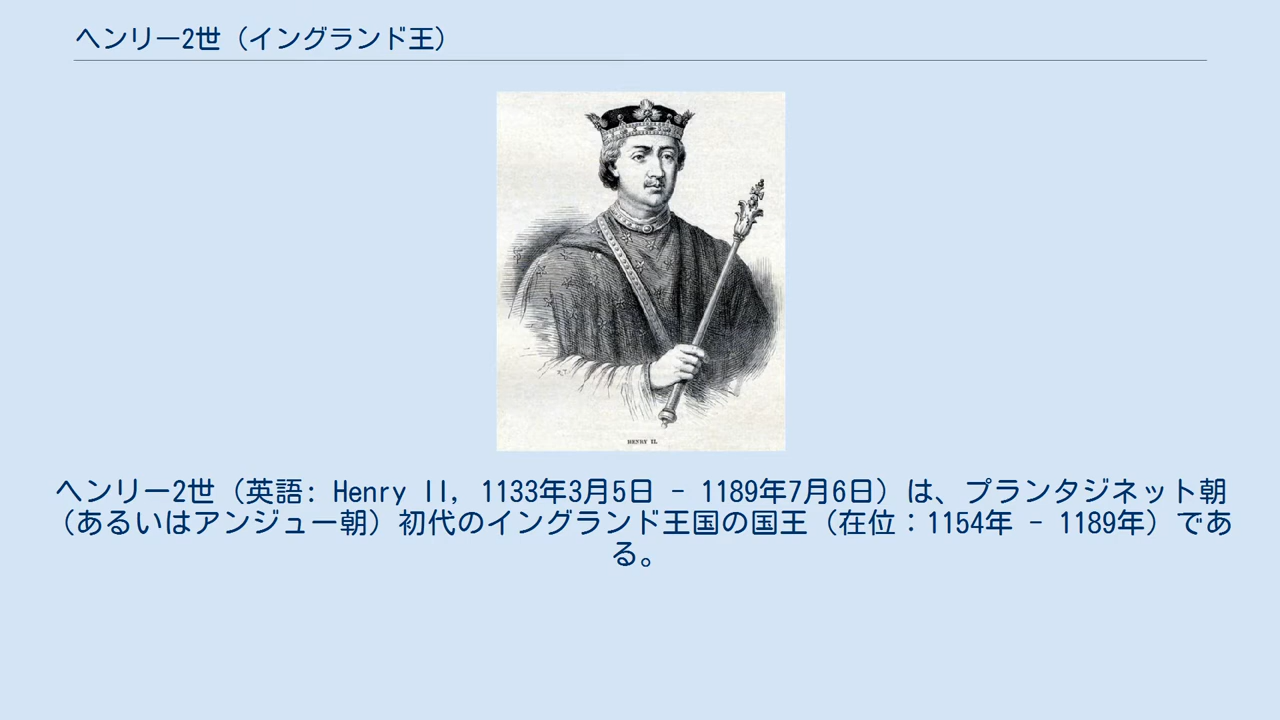 ヘンリー2世（イングランド王）
HENRY II.
ヘンリー2世（英語: Henry II, 1133年3月5日 - 1189年7月6日）は、プランタジネット朝
（あるいはアンジュー朝）初代のイングランド王国の国王（在位：1154年 - 1189年）であ
る。